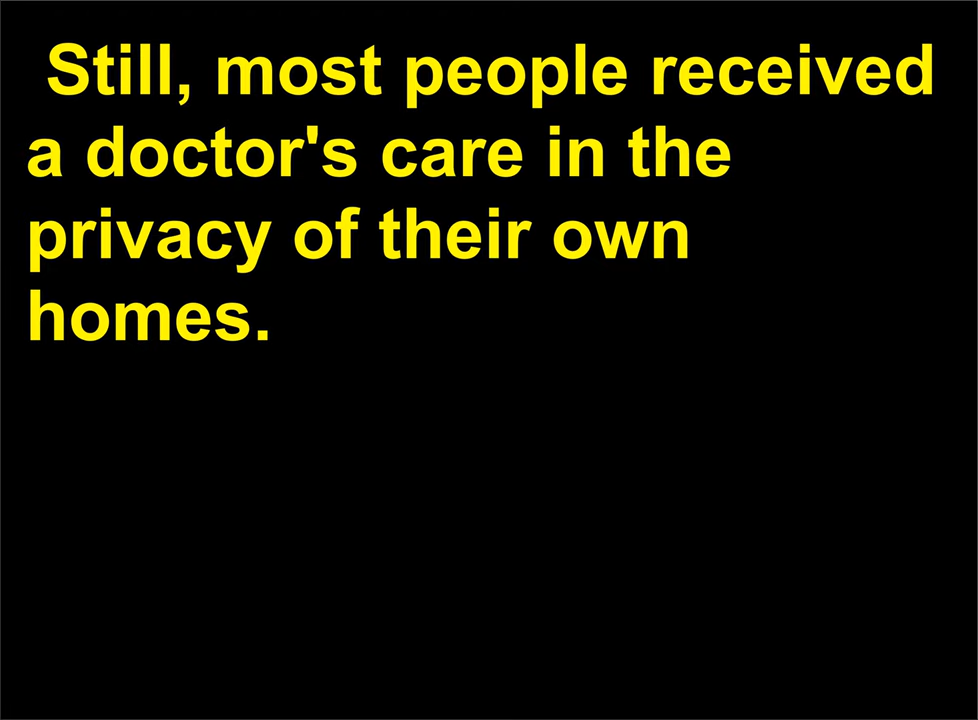 Still, most people received
a doctor's care in the
privacy of their own
homes.